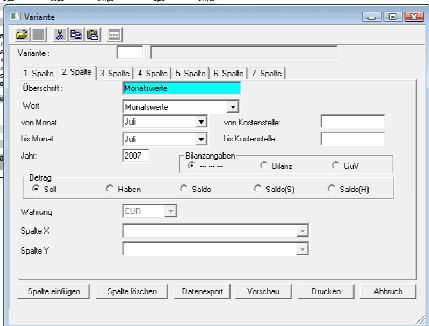 Variante
Variante:
1. Spalte 2. Spalte 3. Spalte 4. Spalte 5. Spalte 6. Spalte 7. Spalte
Überschrift: Monatswerte
Wert Monatswerte
von Monat Juli von Kostenstelle:
bis Monat Juli bis Kostenstelle
Jahr: 2007 Bilanzangaben
--- --- --- Bilanz GuV
Betrag
Soll Haben Saldo Saldo(S) Saldo(H)
Währung EUR
Spalte X
Spalte Y
Spalte einfügen Spalte löschen Datenexport Vorschau Drucken Abbruch